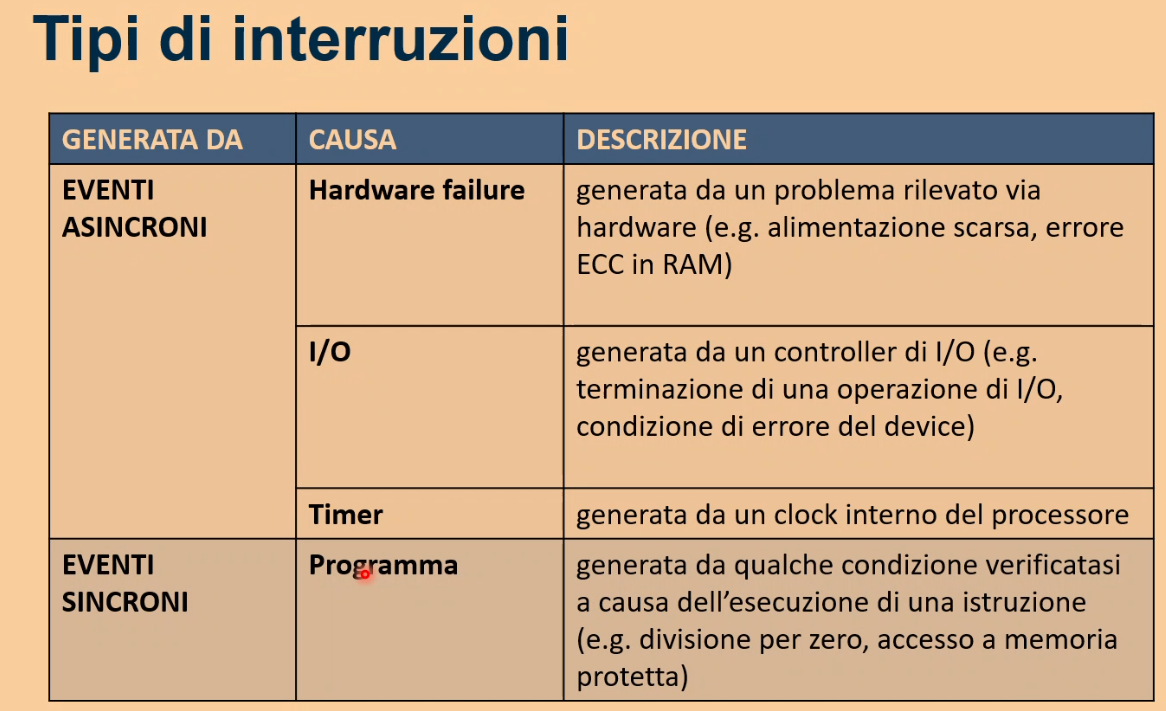 Tipi di interruzioni
GENERATA DA
CAUSA
DESCRIZIONE
EVENTI
ASINCRONI
Hardware failure
generata da un problema rilevato via
hardware (e.g. alimentazione scarsa, errore
ECC in RAM)
I/O
generata da un controller di I/O (e.g.
terminazione di una operazione di I/O,
condizione di errore del device)
Timer
generata da un clock interno del processore
EVENTI
SINCRONI
Programma
generata da qualche condizione verificatasi
a causa dell’esecuzione di una istruzione
(e.g. divisione per zero, accesso a memoria
protetta)